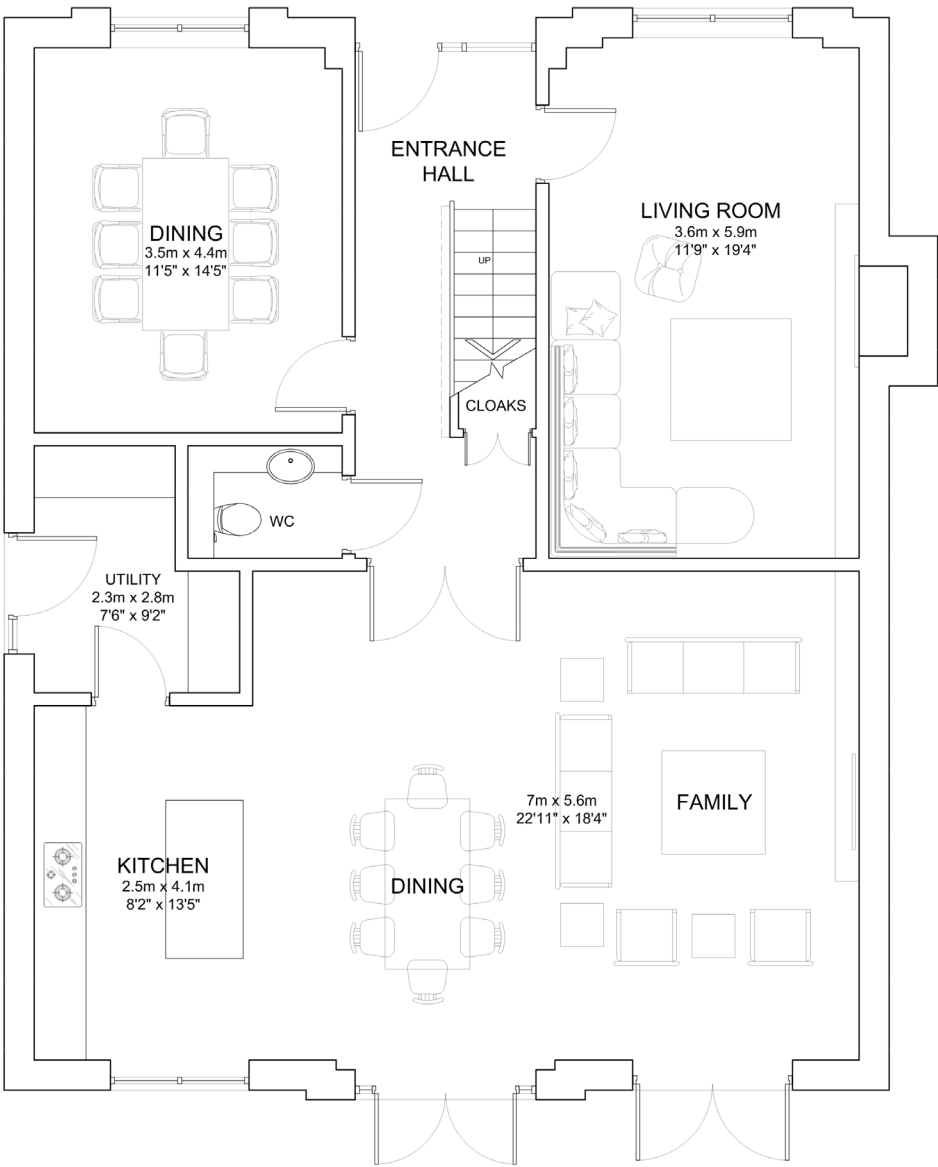 ENTRANCE
HALL
LIVING ROOM
3.6m x 5.9m
11'9" x 19'4"
DINING
3.5m x 4.4m
11'5" x 14'5"
UP
CLOAKS
WC
UTILITY
2.3m x 2.8m
7'6" x 9'2"
7m x 5.6m
22'11" x 18'4"
FAMILY
KITCHEN
2.5m x 4.1m
8'2" x 13'5"
DINING